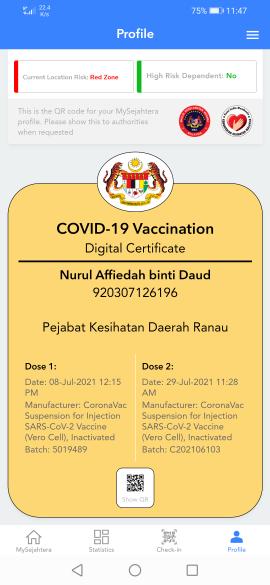 22.4
K/s
75%
11:47
Profile
Current Location Risk: Red Zone
High Risk Dependent: No
This is the QR code for your MySejahtera
profile. Please show this to authorities
when requested
COVID-19 Vaccination
Digital Certificate
Nurul Affiedah binti Daud
920307126196
Pejabat Kesihatan Daerah Ranau
Dose 1:
Date: 08-Jul-2021 12:15
PM
Manufacturer: CoronaVac
Suspension for Injection
SARS-CoV-2 Vaccine
(Vero Cell), Inactivated
Batch: 5019489
Dose 2:
Date: 29-Jul-2021 11:28
AM
Manufacturer: CoronaVac
Suspension for Injection
SARS-CoV-2 Vaccine
(Vero Cell), Inactivated
Batch: C202106103
Show QR
MySejahtera
Statistics
Check-in
Profile